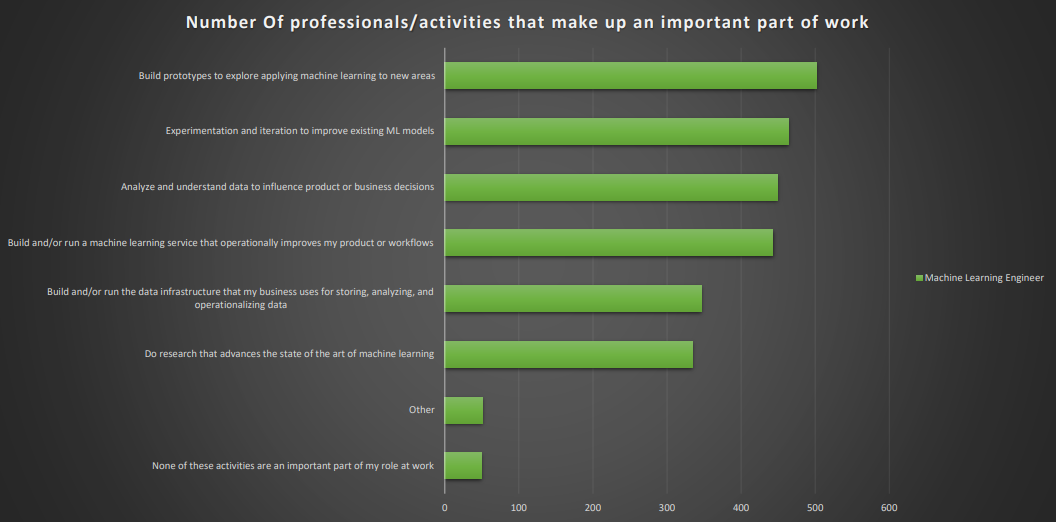 Number Of professionals/activities that make up an important part of work
Build prototypes to explore applying machine learning to new areas
Experimentation and iteration to improve existing ML models
Analyze and understand data to influence product or business decisions
Build and/or run a machine learning service that operationally improves my product or workflows
Build and/or run the data infrastructure that my business uses for storing, analyzing, and
operationalizing data
Do research that advances the state of the art of machine learning
Other
None of these activities are an important part of my role at work
0 100 200 300 400 500 600
Machine Learning Engineer